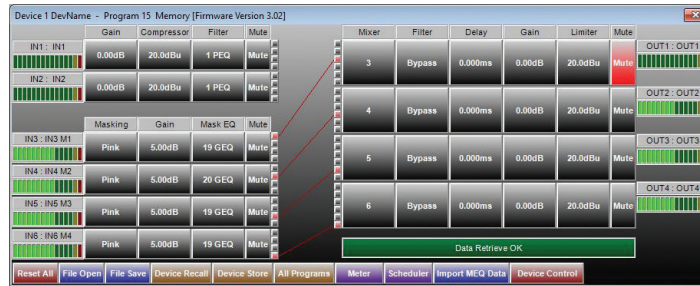 Device 1 DevName - Program 15 Memory [Firmware Version 3.02]
Gain Compressor Filter Mute Mixer Filter Delay Gain Limiter Mute
IN1 : IN1 0.00dB 20.0dBu 1 PEQ Mute 3 Bypass 0.000ms 0.00dB 20.0dBu Mute OUT1 : OUT1
IN2 : IN2 0.00dB 20.0dBu 1 PEQ Mute 4 Bypass 0.000ms 0.00dB 20.0dBu Mute OUT2 : OUT2
Masking Gain Mask EQ Mute
IN3 : IN3 M1 Pink 5.00dB 19 GEQ Mute 5 Bypass 0.000ms 0.00dB 20.0dBu Mute OUT3 : OUT3
IN4 : IN4 M2 Pink 5.00dB 20 GEQ Mute 6 Bypass 0.000ms 0.00dB 20.0dBu Mute OUT4 : OUT4
IN5 : IN5 M3 Pink 5.00dB 19 GEQ Mute
IN6 : IN6 M4 Pink 5.00dB 19 GEQ Mute Data Retrieve OK
Reset All File Open File Save Device Recall Device Store All Programs Meter Scheduler Import MEQ Data Device Control